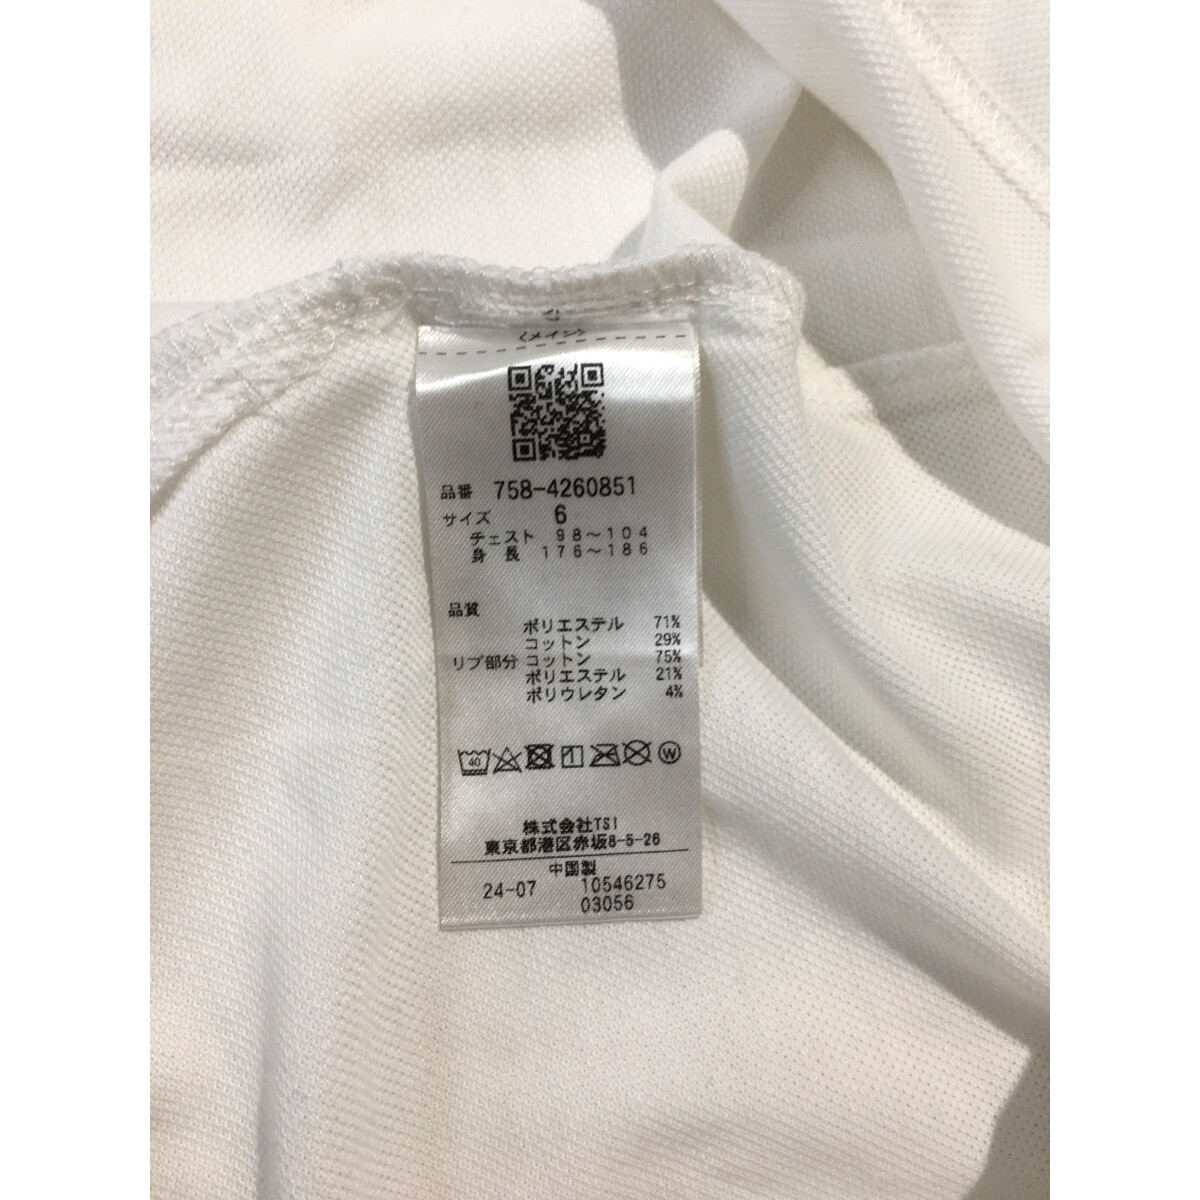 〈メイン〉
品番 758-4260851
サイズ 6
チェスト 98～104
身長 176～186
品質
ポリエステル 71%
コットン 29%
リブ部分 コットン 75%
ポリエステル 21%
ポリウレタン 4%
40 1 W
株式会社TSI
東京都港区赤坂8-5-26
中国製
24-07 10546275
03056